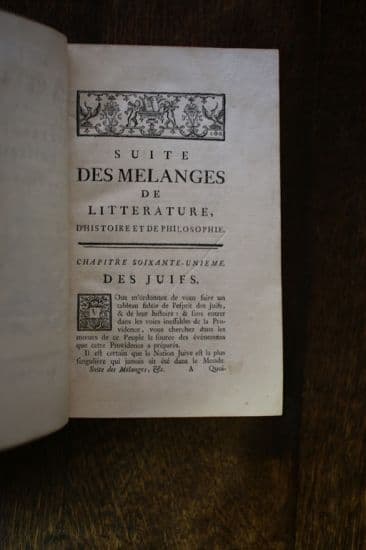 SUITE
DES MELANGES
DE
LITTERATURE,
D'HISTOIRE ET DE PHILOSOPHIE.
CHAPITRE SOIXANTE-UNIEME.
DES JUIFS.
VOus m'ordonnez de vous faire un
tableau fidèle de l'esprit des Juifs,
& de leur histoire ; & sans entrer
dans les voies ineffables de la Pro-
vidence, vous cherchez dans les
mœurs de ce Peuple la source des événemens
que cette Providence a préparés.
Il est certain que la Nation Juive est la plus
singulière qui jamais ait été dans le Monde
Suite des Mélanges, &c. A Quoi-